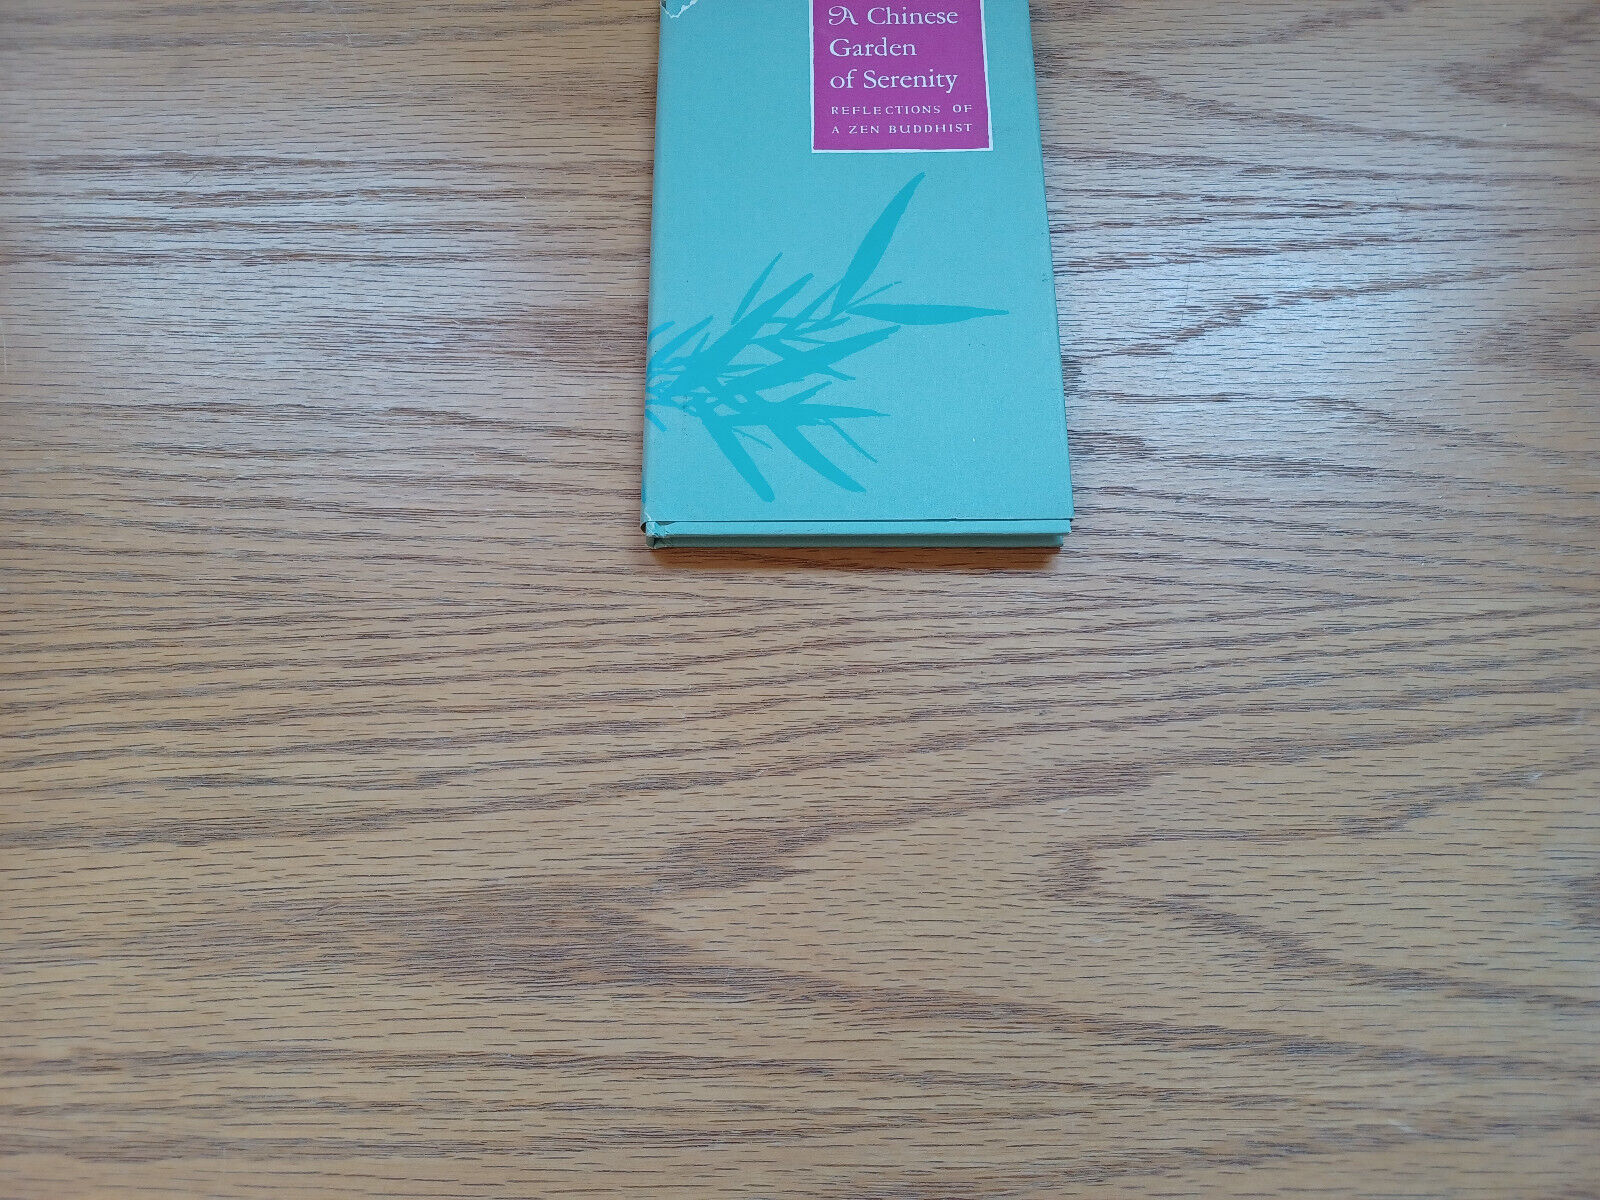 A Chinese
Garden
of Serenity
REFLECTIONS OF
A ZEN BUDDHIST